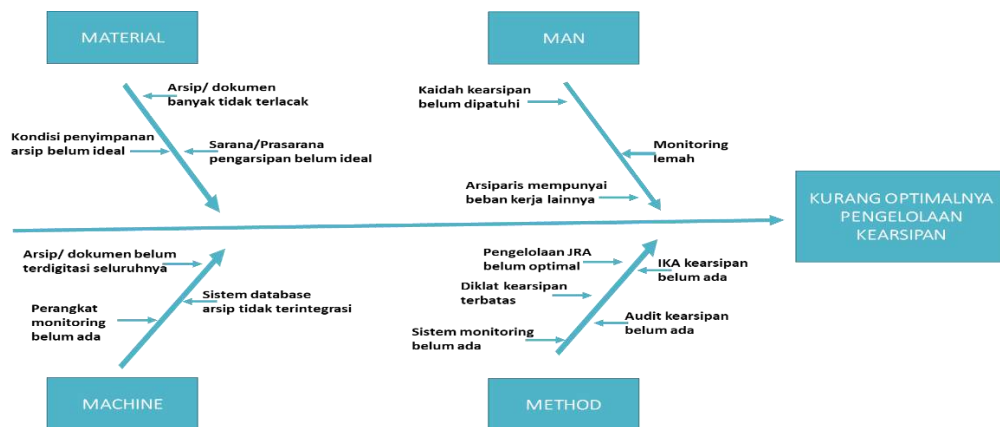 MATERIAL
MAN
Arsip/ dokumen
banyak tidak terlacak
Kondisi penyimpanan
arsip belum ideal
Sarana/Prasarana
pengarsipan belum ideal
Kaidah kearsipan
belum dipatuhi
Monitoring
lemah
Arsiparis mempunyai
beban kerja lainnya
KURANG OPTIMALNYA
PENGELOLAAN
KEARSIPAN
Arsip/ dokumen belum
terdigitasi seluruhnya
Sistem database
arsip tidak terintegrasi
Perangkat
monitoring
belum ada
Pengelolaan JRA
belum optimal
IKA kearsipan
belum ada
Diklat kearsipan
terbatas
Audit kearsipan
belum ada
Sistem monitoring
belum ada
MACHINE
METHOD